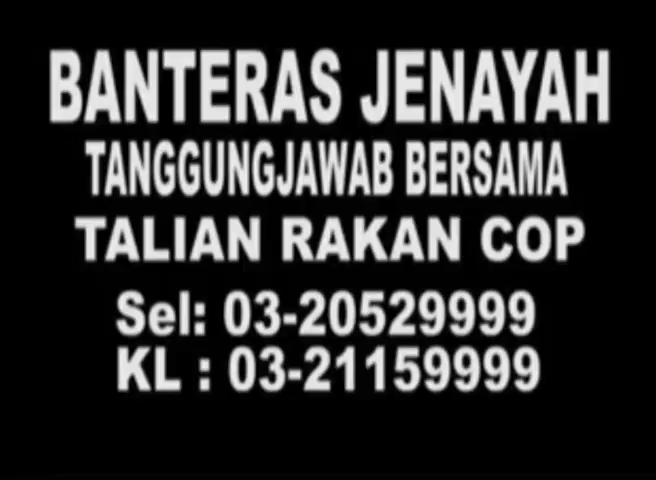 BANTERAS JENAYAH
TANGGUNGJAWAB BERSAMA
TALIAN RAKAN COP
Sel: 03-20529999
KL : 03-21159999